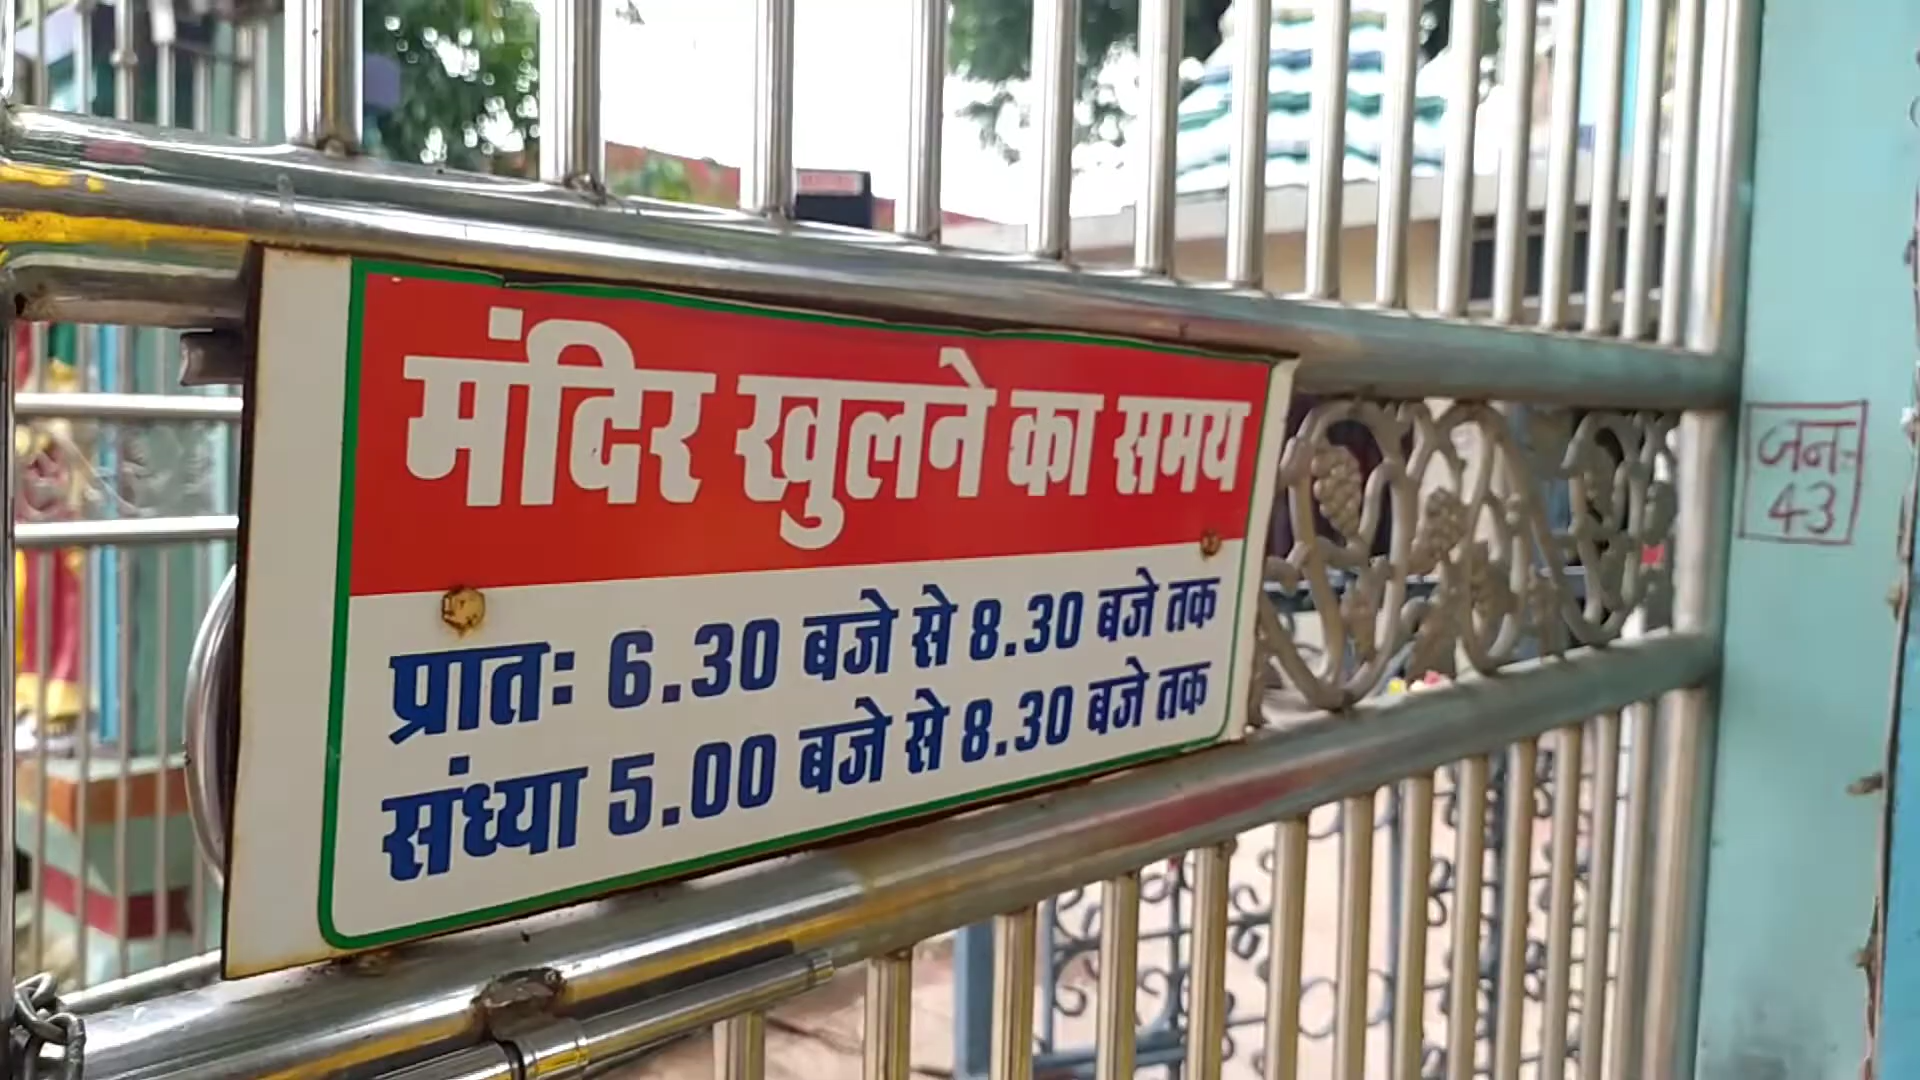 मंदिर खुलने का समय
प्रातः 6.30 बजे से 8.30 बजे तक
संध्या 5.00 बजे से 8.30 बजे तक
जन-
43